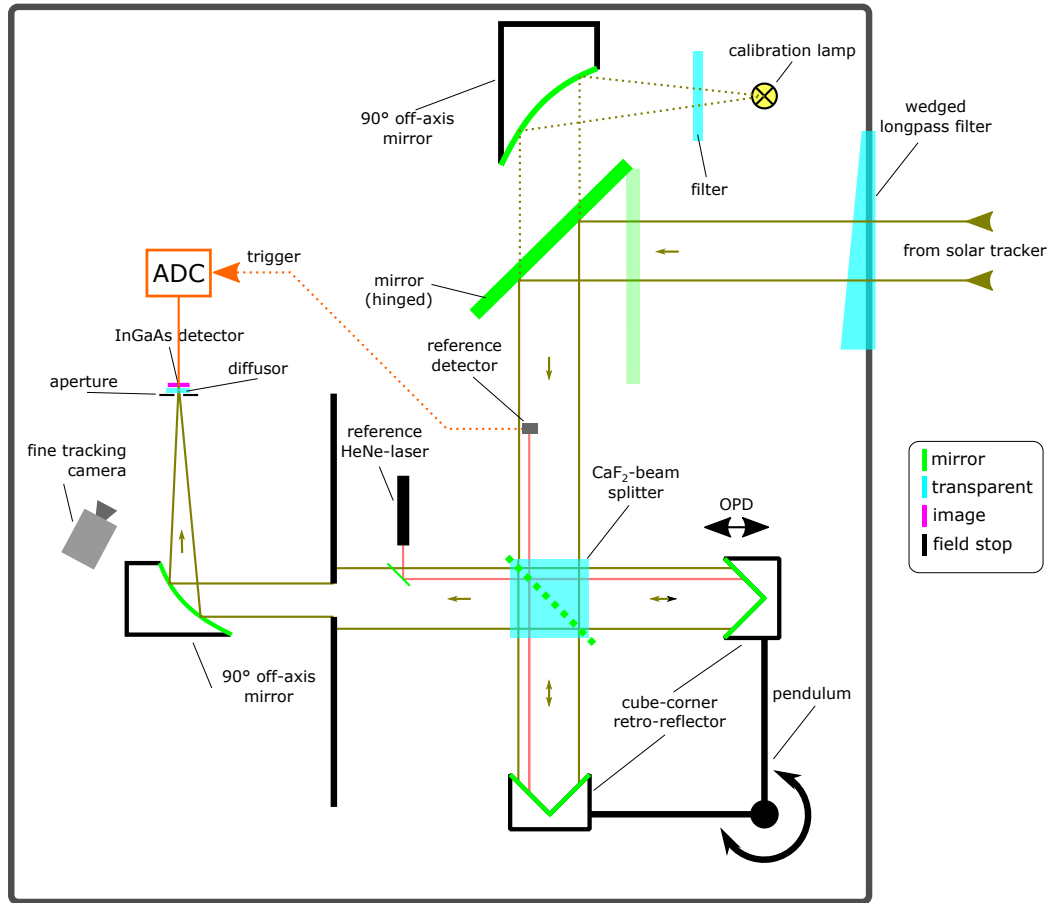 calibration lamp
90° off-axis
mirror
wedged
longpass filter
filter
from solar tracker
trigger
ADC
mirror
(hinged)
InGaAs detector
reference
detector
diffusor
aperture
reference
HeNe-laser
fine tracking
camera
CaF₂-beam
splitter
OPD
mirror
transparent
image
field stop
90° off-axis
mirror
cube-corner
retro-reflector
pendulum